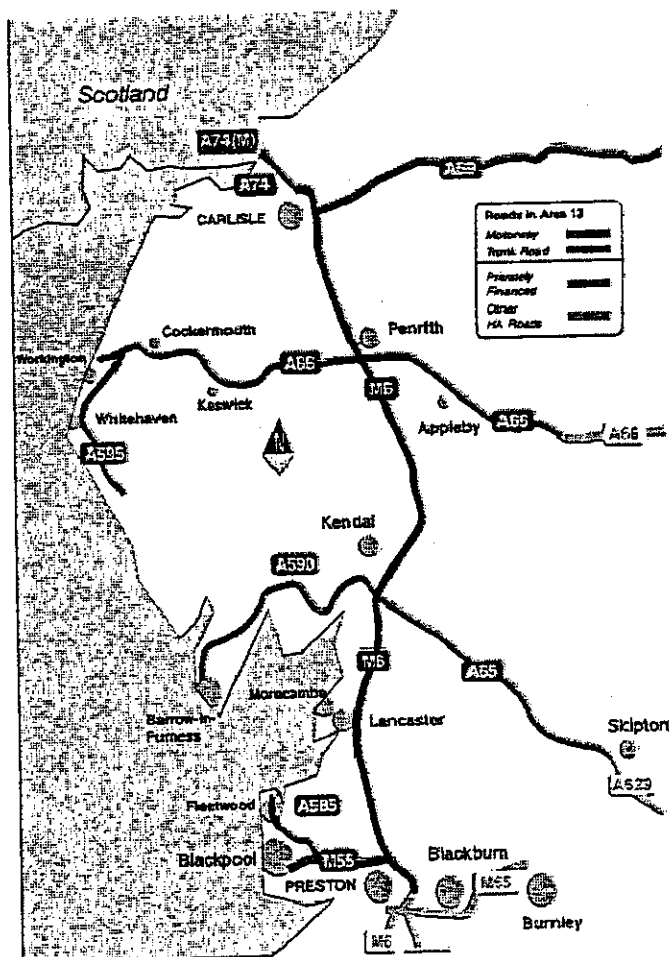 Scotland
A74(M)
A74
A69
CARLISLE
Roads in Area 13
Motorway
Trunk Road
Privately
Finances
Other
HA Roads
Cockermouth
Penrith
Workington
A66
M6
Keswick
Whitehaven
Appleby
A66
A66
A595
N
Kendal
A590
M6
A65
Morecambe
Barrow-in-
Furness
Lancaster
Skipton
A629
Fleetwood
A585
Blackpool
M55
Blackburn
PRESTON
M65
Burnley
M6